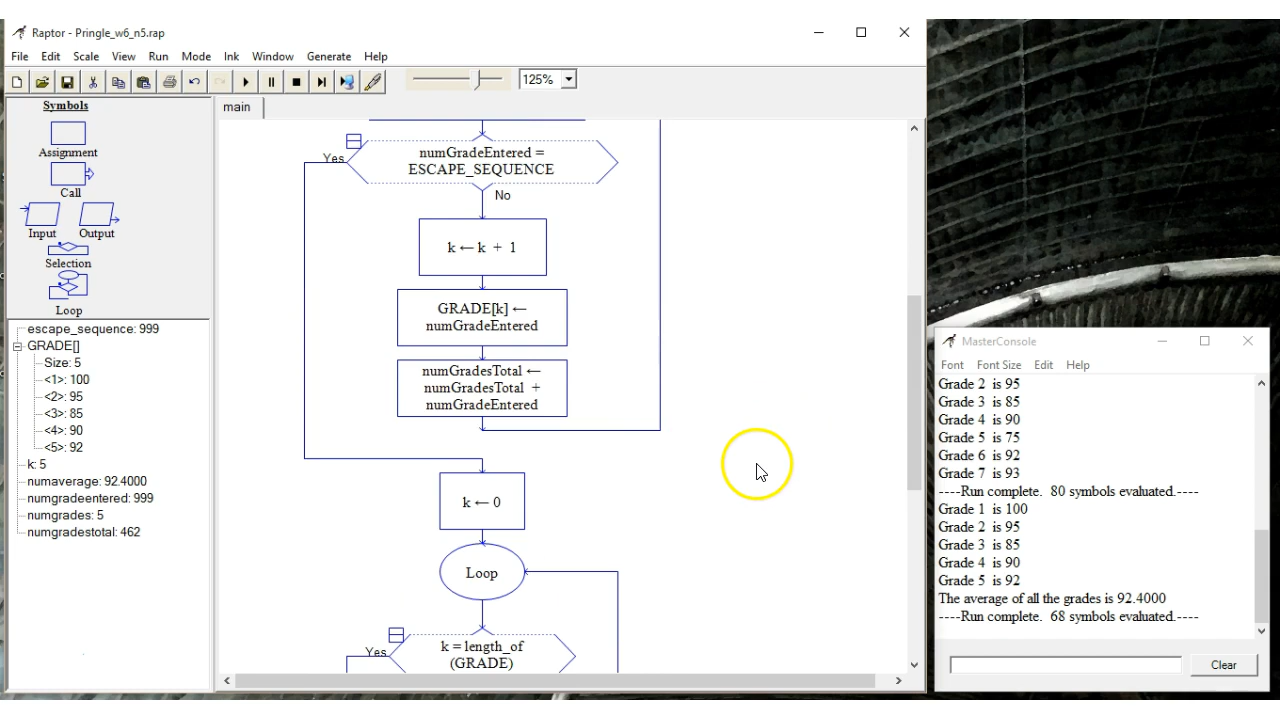 Raptor - Pringle_w6_n5.rap
File Edit Scale View Run Mode Ink Window Generate Help
125%
Symbols
Assignment
Call
Input Output
Selection
Loop
escape_sequence: 999
GRADE[]
Size: 5
<1>: 100
<2>: 95
<3>: 85
<4>: 90
<5>: 92
k: 5
numaverage: 92.4000
numgradeentered: 999
numgrades: 5
numgradestotal: 462
main
Yes
numGradeEntered =
ESCAPE_SEQUENCE
No
k ← k + 1
GRADE[k] ←
numGradeEntered
numGradesTotal ←
numGradesTotal +
numGradeEntered
k ← 0
Loop
Yes
k = length_of
(GRADE)
MasterConsole
Font Font Size Edit Help
Grade 2 is 95
Grade 3 is 85
Grade 4 is 90
Grade 5 is 75
Grade 6 is 92
Grade 7 is 93
----Run complete. 80 symbols evaluated.----
Grade 1 is 100
Grade 2 is 95
Grade 3 is 85
Grade 4 is 90
Grade 5 is 92
The average of all the grades is 92.4000
----Run complete. 68 symbols evaluated.----
Clear